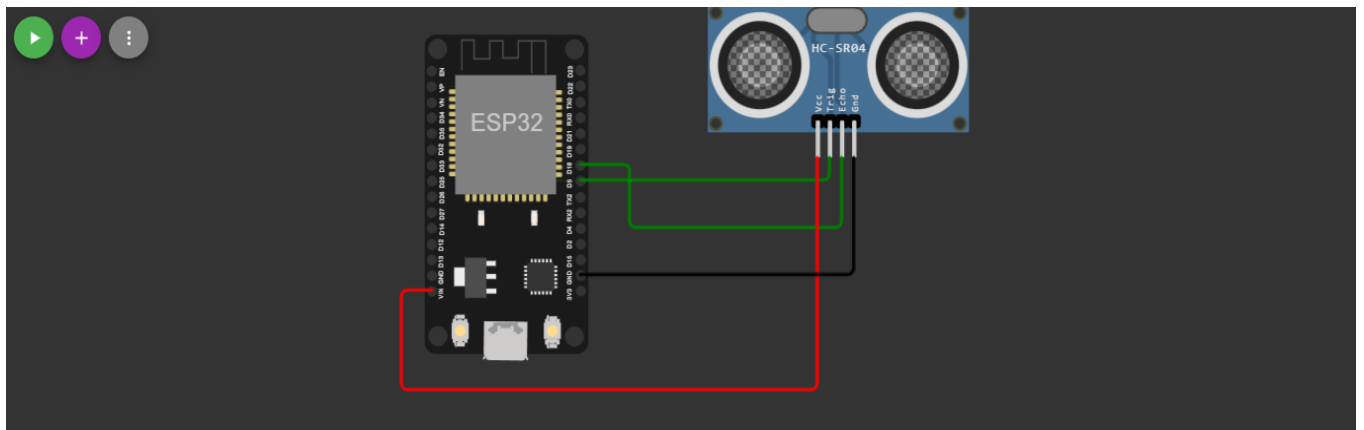 ESP32
EN
VP
VN
D34
D35
D32
D33
D25
D26
D27
D14
D12
D13
GND
VIN
D23
D22
TX0
RX0
D21
D19
D18
D5
TX2
RX2
D4
D2
D15
GND
3V3
HC-SR04
Vcc
Trig
Echo
Gnd